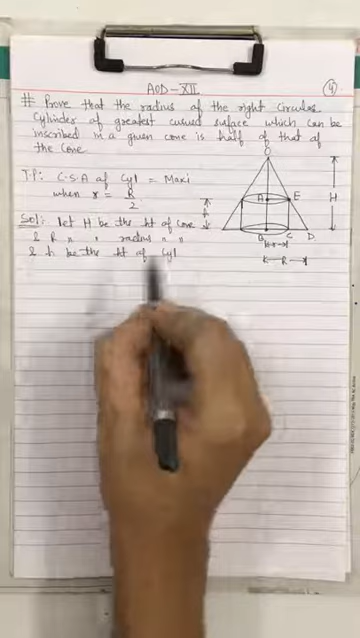 AOD-XII
④
# Prove that the radius of the right circular
Cylinder of greatest curved surface which can be
inscribed in a given cone is half of that of
the Cone.
T.P: C.S.A of Cyl = Maxi
when r = R/2
Sol: let H be the ht of Cone
& R " " radius " "
& h be the ht of Cyl
O
A
E
H
h
B
C
D
r
R